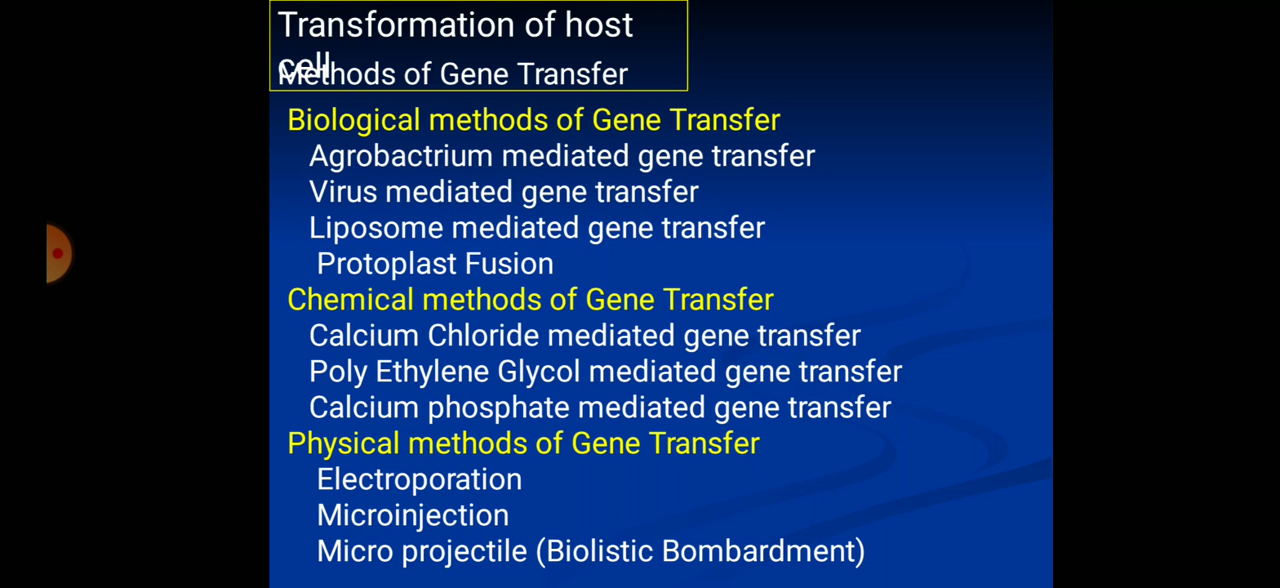 Transformation of host
cell
Methods of Gene Transfer
Biological methods of Gene Transfer
Agrobactrium mediated gene transfer
Virus mediated gene transfer
Liposome mediated gene transfer
Protoplast Fusion
Chemical methods of Gene Transfer
Calcium Chloride mediated gene transfer
Poly Ethylene Glycol mediated gene transfer
Calcium phosphate mediated gene transfer
Physical methods of Gene Transfer
Electroporation
Microinjection
Micro projectile (Biolistic Bombardment)